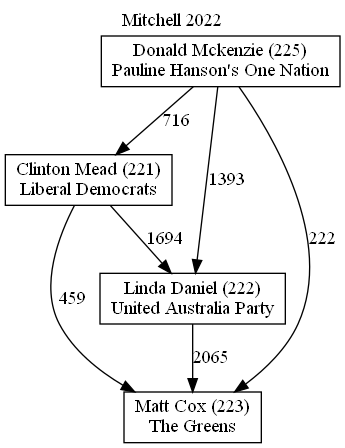 Mitchell 2022
Donald Mckenzie (225)
Pauline Hanson's One Nation
716
Clinton Mead (221)
Liberal Democrats
1393
222
1694
459
Linda Daniel (222)
United Australia Party
2065
Matt Cox (223)
The Greens